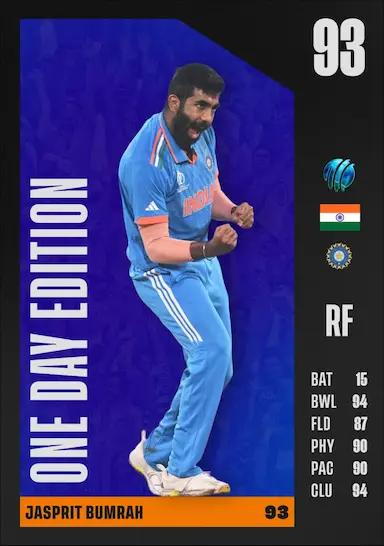 93
ONE DAY EDITION
INDIA
RF
BAT 15
BWL 94
FLD 87
PHY 90
PAC 90
CLU 94
JASPRIT BUMRAH 93